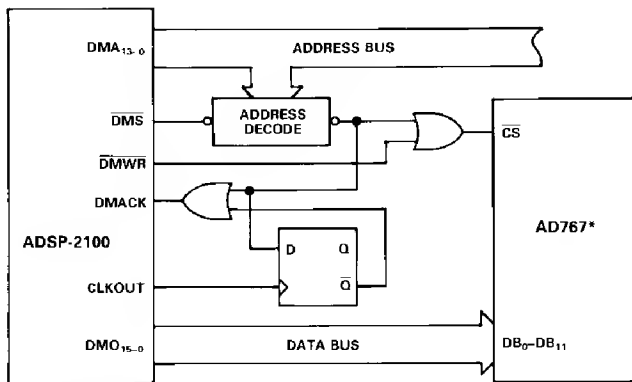 DMA13-0
ADDRESS BUS
DMS
ADDRESS
DECODE
CS
DMWR
DMACK
AD767*
ADSP-2100
D
Q
CLKOUT
Q
DMO15-0
DATA BUS
DB0-DB11